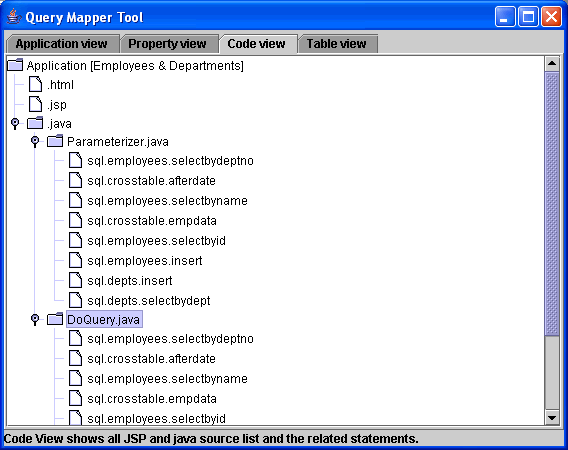 Query Mapper Tool
Application view Property view Code view Table view
Application [Employees & Departments]
.html
.jsp
.java
Parameterizer.java
sql.employees.selectbydeptno
sql.crosstable.afterdate
sql.employees.selectbyname
sql.crosstable.empdata
sql.employees.selectbyid
sql.employees.insert
sql.depts.insert
sql.depts.selectbydept
DoQuery.java
sql.employees.selectbydeptno
sql.crosstable.afterdate
sql.employees.selectbyname
sql.crosstable.empdata
sql.employees.selectbyid
Code View shows all JSP and java source list and the related statements.